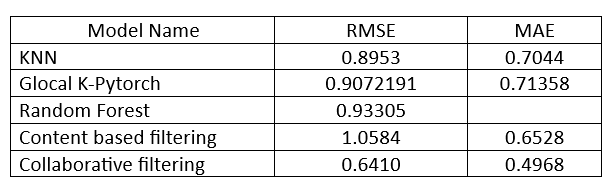 Model Name RMSE MAE
KNN 0.8953 0.7044
Glocal K-Pytorch 0.9072191 0.71358
Random Forest 0.93305
Content based filtering 1.0584 0.6528
Collaborative filtering 0.6410 0.4968